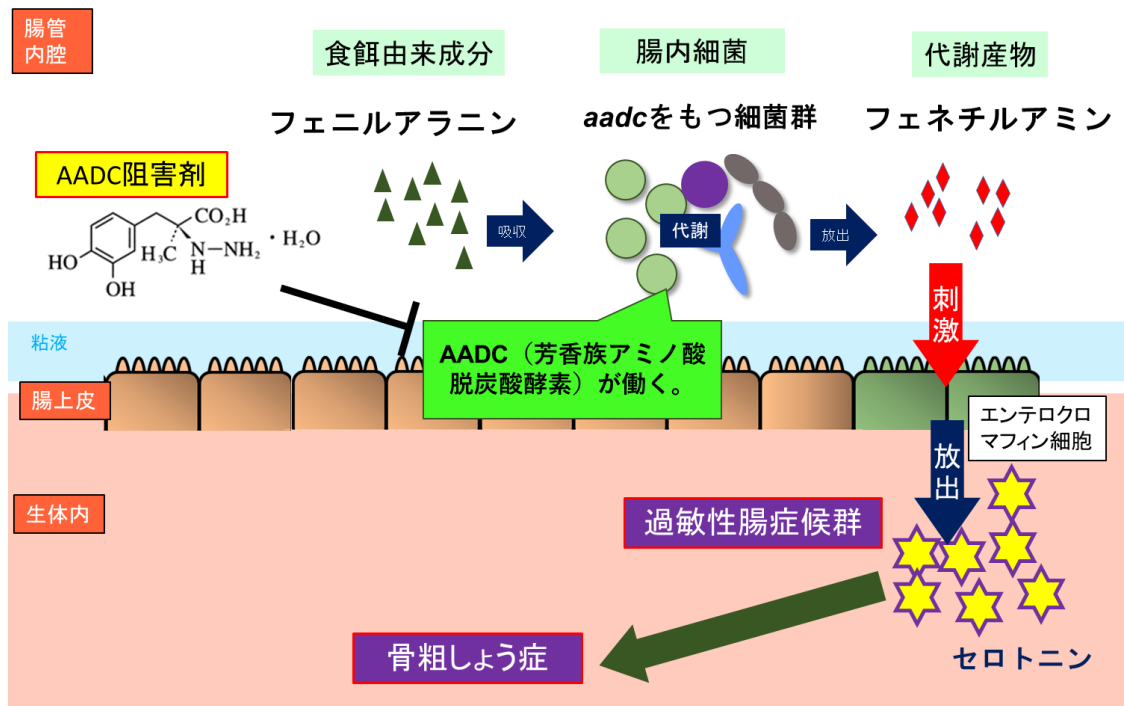 腸管
内腔
食餌由来成分
腸内細菌
代謝産物
フェニルアラニン
aadcをもつ細菌群
フェネチルアミン
AADC阻害剤
CO2H
H3C
N
H
NH2
・H2O
HO
OH
吸収
代謝
放出
刺激
粘液
AADC（芳香族アミノ酸
脱炭酸酵素）が働く。
腸上皮
エンテロクロ
マフィン細胞
放出
生体内
過敏性腸症候群
骨粗しょう症
セロトニン